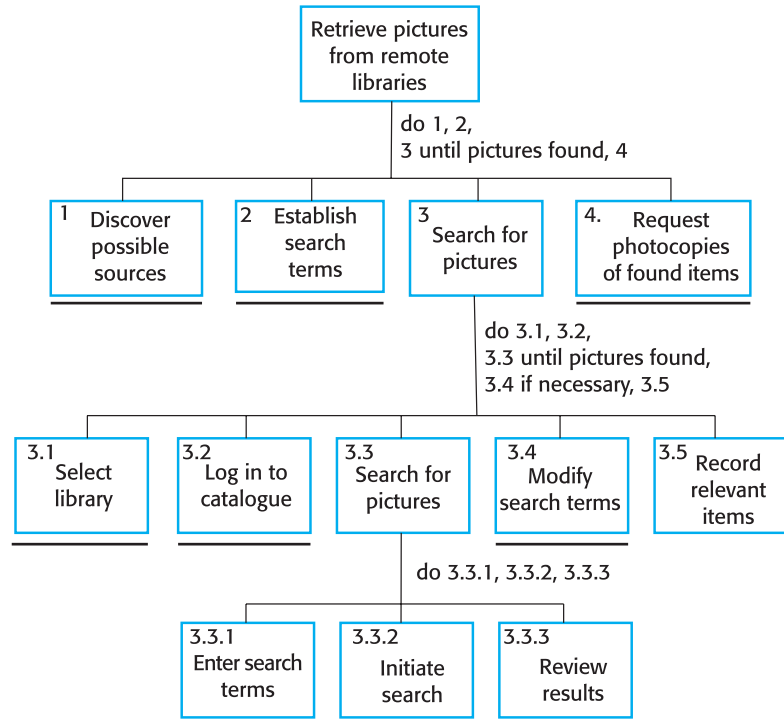 Retrieve pictures
from remote
libraries
do 1, 2,
3 until pictures found, 4
1 Discover
possible
sources
2 Establish
search
terms
3
Search for
pictures
4. Request
photocopies
of found items
do 3.1, 3.2,
3.3 until pictures found,
3.4 if necessary, 3.5
3.1
Select
library
3.2
Log in to
catalogue
3.3
Search for
pictures
3.4
Modify
search terms
3.5 Record
relevant
items
do 3.3.1, 3.3.2, 3.3.3
3.3.1
Enter search
terms
3.3.2
Initiate
search
3.3.3
Review
results